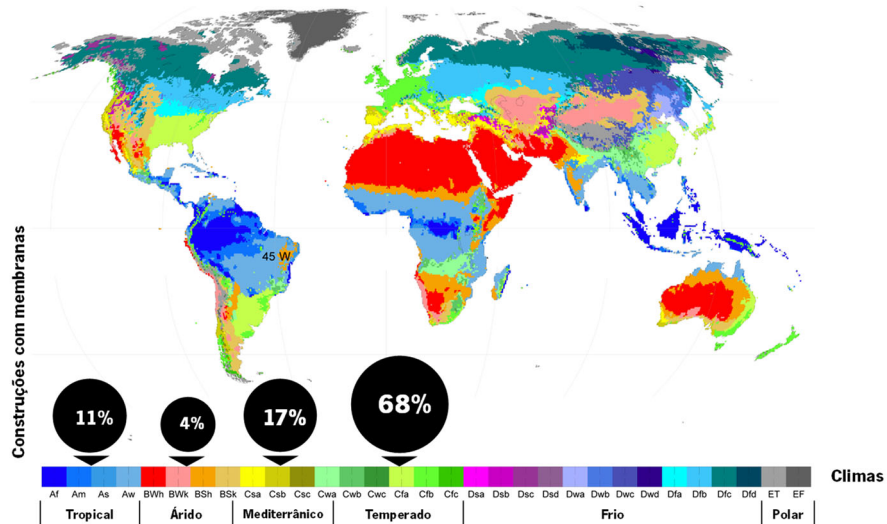 45 W
Construções com membranas
11%
4%
17%
68%
Climas
Af Am As Aw BWh BWk BSh BSk Csa Csb Csc Cwa Cwb Cwc Cfa Cfb Cfc Dsa Dsb Dsc Dsd Dwa Dwb Dwc Dwd Dfa Dfb Dfc Dfd ET EF
Tropical Árido Mediterrânico Temperado Frio Polar